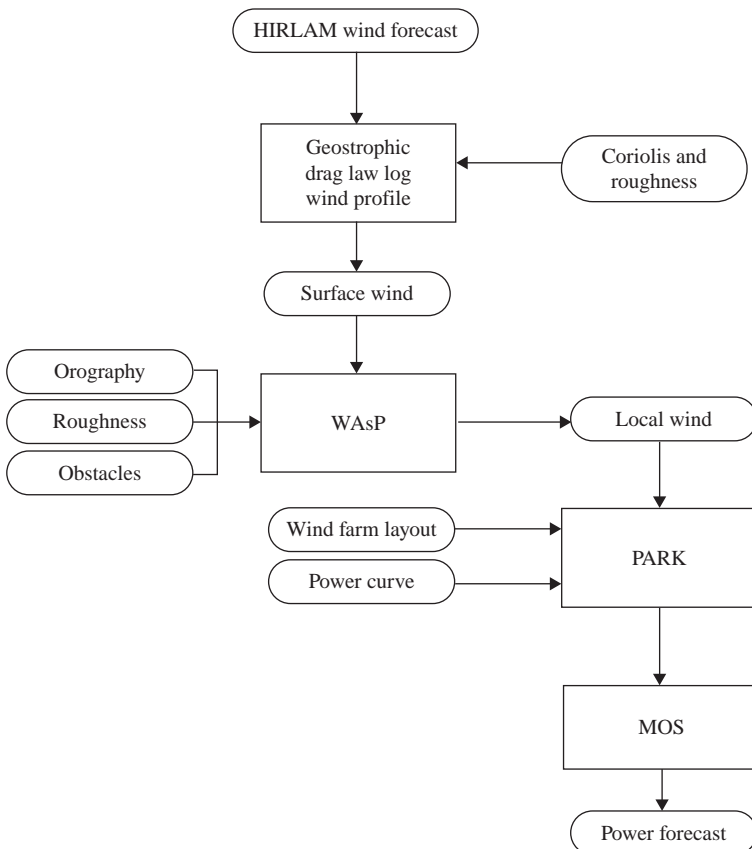 HIRLAM wind forecast
Geostrophic
drag law log
wind profile
Coriolis and
roughness
Surface wind
Orography
Roughness
Obstacles
WAsP
Local wind
Wind farm layout
Power curve
PARK
MOS
Power forecast